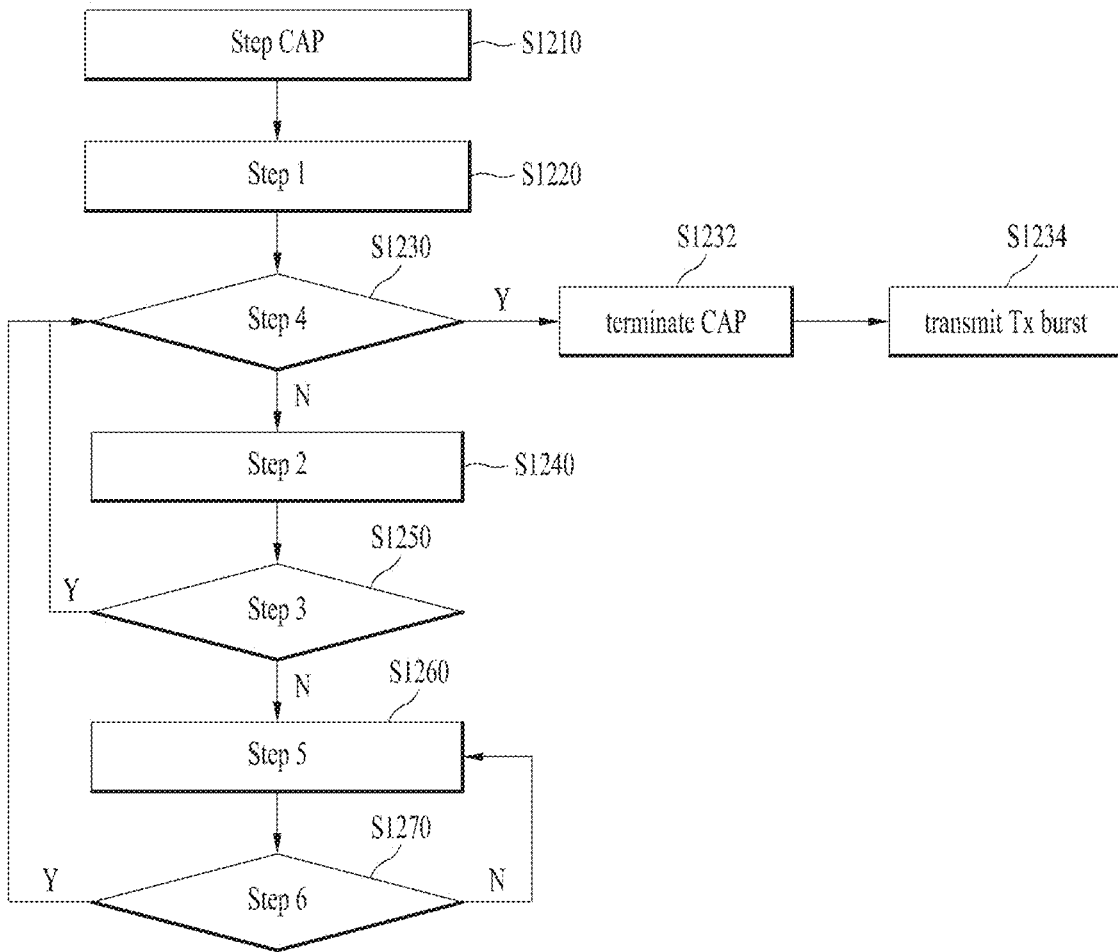 Step CAP
S1210
Step 1
S1220
S1230
Step 4
Y
S1232
terminate CAP
S1234
transmit Tx burst
N
Step 2
S1240
S1250
Y
Step 3
N
S1260
Step 5
S1270
Y
Step 6
N